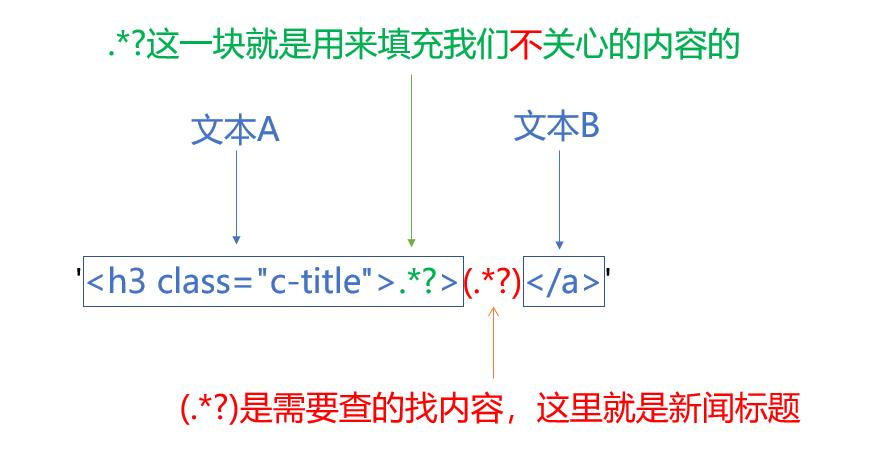 .*?这一块就是用来填充我们不关心的内容的
文本A
文本B
'<h3 class="c-title">.*?>(.*?)</a>'
(.*?)是需要查的找内容，这里就是新闻标题